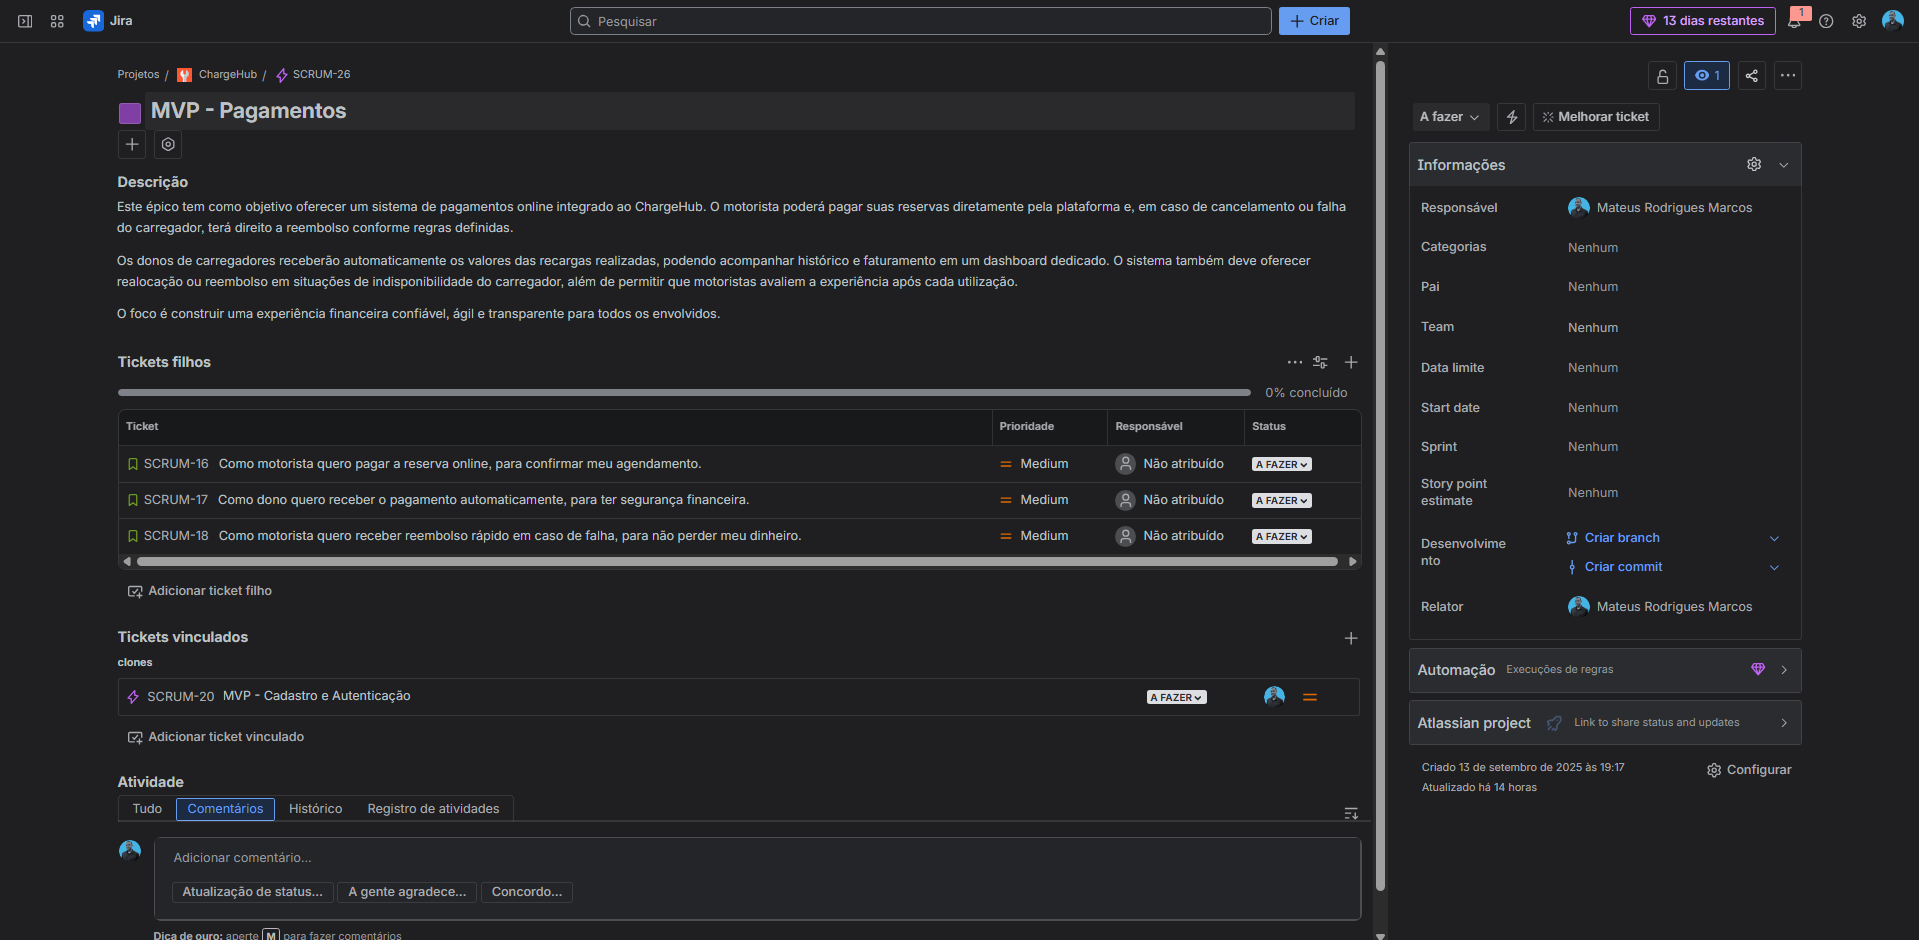 Jira
Pesquisar
Criar
13 dias restantes
1
Projetos / ChargeHub / SCRUM-26
1
MVP - Pagamentos
A fazer
Melhorar ticket
Descrição
Este épico tem como objetivo oferecer um sistema de pagamentos online integrado ao ChargeHub. O motorista poderá pagar suas reservas diretamente pela plataforma e, em caso de cancelamento ou falha
do carregador, terá direito a reembolso conforme regras definidas.
Os donos de carregadores receberão automaticamente os valores das recargas realizadas, podendo acompanhar histórico e faturamento em um dashboard dedicado. O sistema também deve oferecer
realocação ou reembolso em situações de indisponibilidade do carregador, além de permitir que motoristas avaliem a experiência após cada utilização.
O foco é construir uma experiência financeira confiável, ágil e transparente para todos os envolvidos.
Tickets filhos
0% concluído
Ticket Prioridade Responsável Status
SCRUM-16 Como motorista quero pagar a reserva online, para confirmar meu agendamento. Medium Não atribuído A FAZER
SCRUM-17 Como dono quero receber o pagamento automaticamente, para ter segurança financeira. Medium Não atribuído A FAZER
SCRUM-18 Como motorista quero receber reembolso rápido em caso de falha, para não perder meu dinheiro. Medium Não atribuído A FAZER
Adicionar ticket filho
Tickets vinculados
clones
SCRUM-20 MVP - Cadastro e Autenticação A FAZER
Adicionar ticket vinculado
Atividade
Tudo Comentários Histórico Registro de atividades
Adicionar comentário...
Atualização de status... A gente agradece... Concordo...
Dica de ouro: aperte M para fazer comentários
Informações
Responsável Mateus Rodrigues Marcos
Categorias Nenhum
Pai Nenhum
Team Nenhum
Data limite Nenhum
Start date Nenhum
Sprint Nenhum
Story point
estimate Nenhum
Desenvolvime
nto
Criar branch
Criar commit
Relator Mateus Rodrigues Marcos
Automação Execuções de regras
Atlassian project Link to share status and updates
Criado 13 de setembro de 2025 às 19:17
Atualizado há 14 horas
Configurar